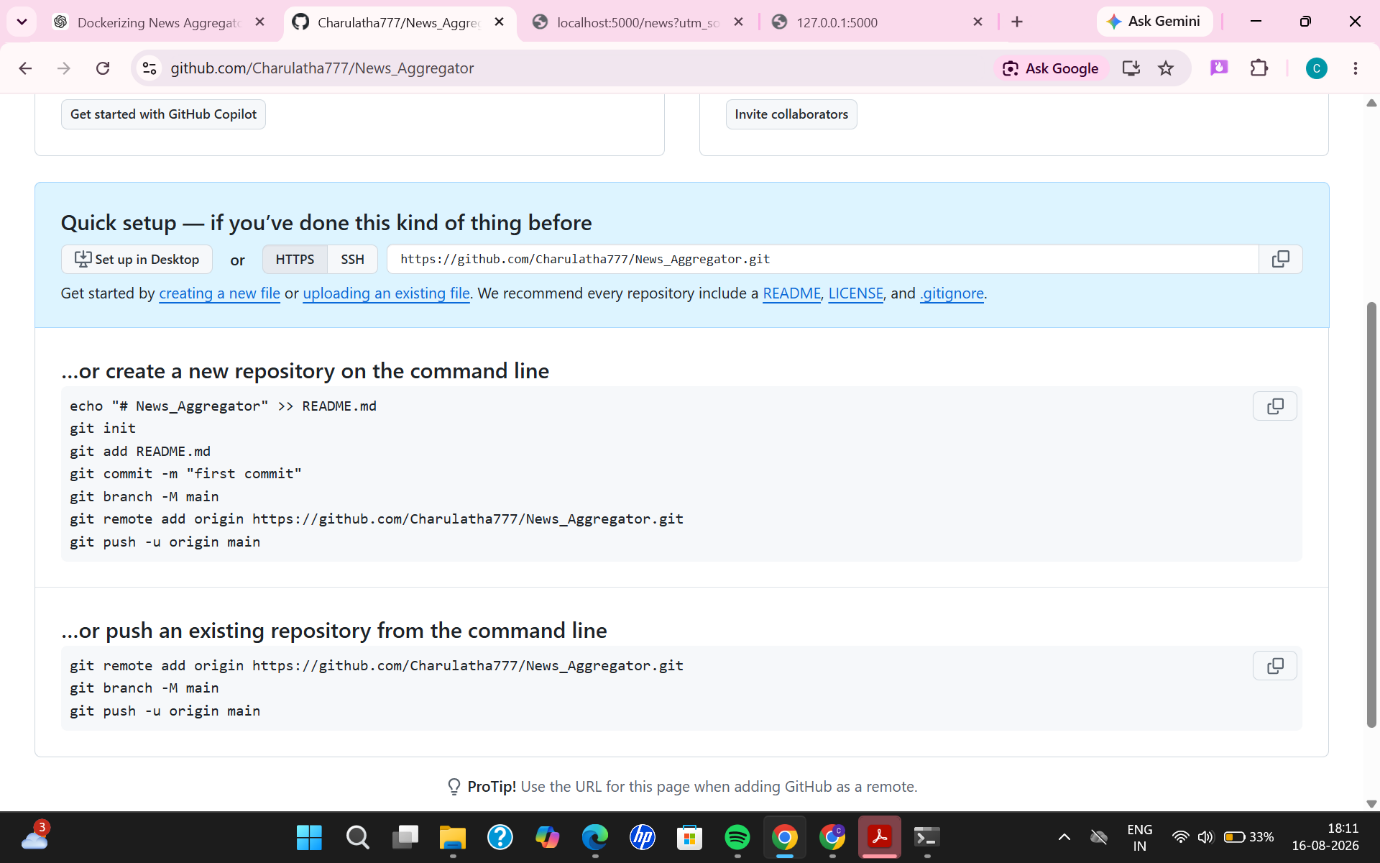 Dockerizing News Aggregat
Charulatha777/News_Aggre
localhost:5000/news?utm_so
127.0.0.1:5000
Ask Gemini
github.com/Charulatha777/News_Aggregator
Ask Google
C
Get started with GitHub Copilot
Invite collaborators
Quick setup — if you’ve done this kind of thing before
Set up in Desktop or HTTPS SSH https://github.com/Charulatha777/News_Aggregator.git
Get started by creating a new file or uploading an existing file. We recommend every repository include a README, LICENSE, and .gitignore.
…or create a new repository on the command line
echo "# News_Aggregator" >> README.md
git init
git add README.md
git commit -m "first commit"
git branch -M main
git remote add origin https://github.com/Charulatha777/News_Aggregator.git
git push -u origin main
…or push an existing repository from the command line
git remote add origin https://github.com/Charulatha777/News_Aggregator.git
git branch -M main
git push -u origin main
ProTip! Use the URL for this page when adding GitHub as a remote.
3
hp
C
ENG
IN
33%
18:11
16-08-2026